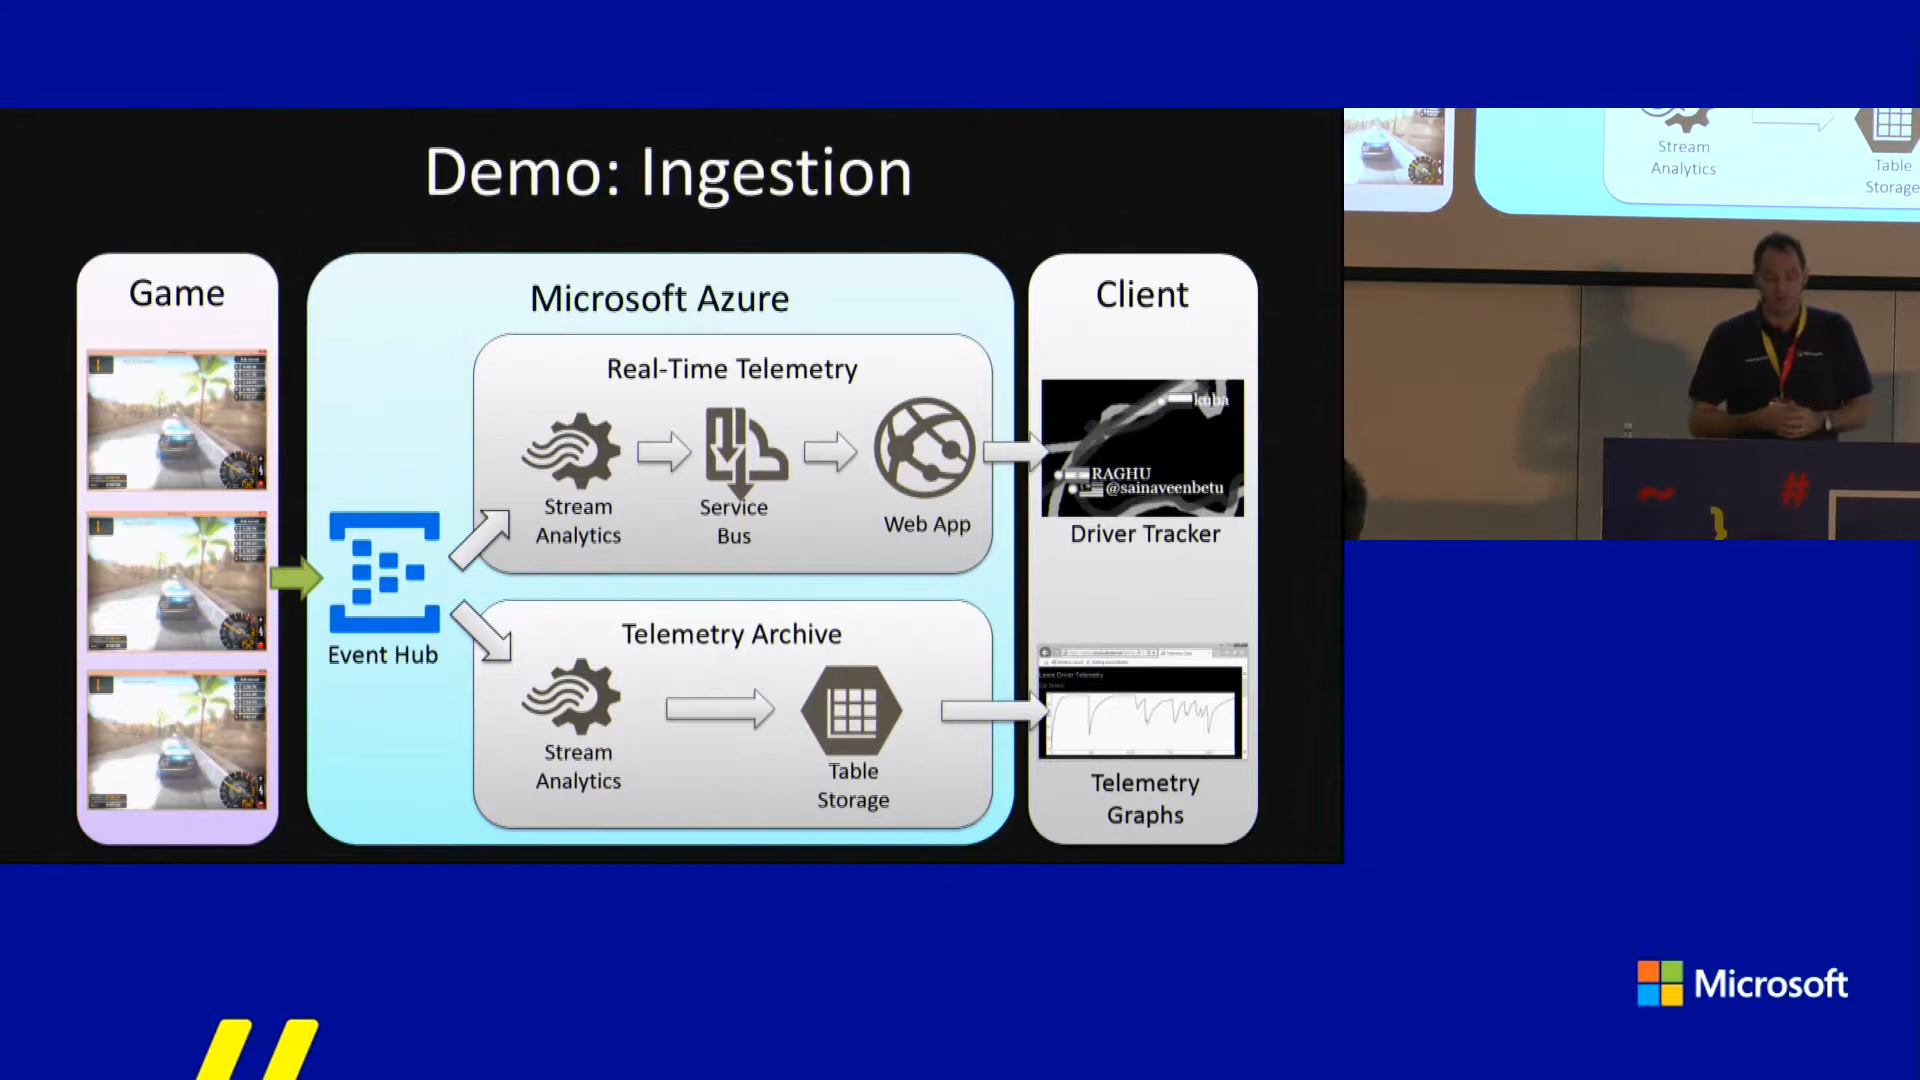 Demo: Ingestion
Game
Microsoft Azure
Real-Time Telemetry
Stream
Analytics
Service
Bus
Web App
Event Hub
Telemetry Archive
Stream
Analytics
Table
Storage
Client
kuba
RAGHU
@sainaveenbetu
Driver Tracker
Telemetry
Graphs
Stream
Analytics
Table
Storage
~
}
#
Microsoft